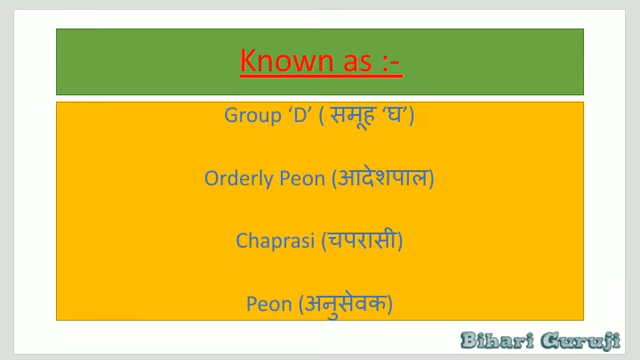 Known as :-
Group ‘D’ ( समूह ‘घ’)
Orderly Peon (आदेशपाल)
Chaprasi (चपरासी)
Peon (अनुसेवक)
Bihari Guruji